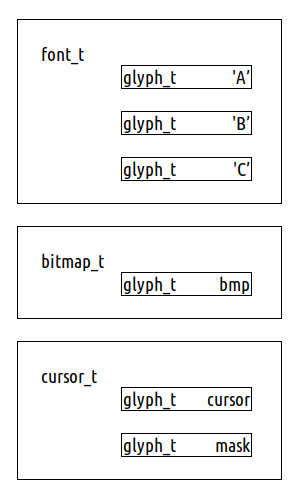 font_t
glyph_t 'A’
glyph_t 'B’
glyph_t 'C’
bitmap_t
glyph_t bmp
cursor_t
glyph_t cursor
glyph_t mask